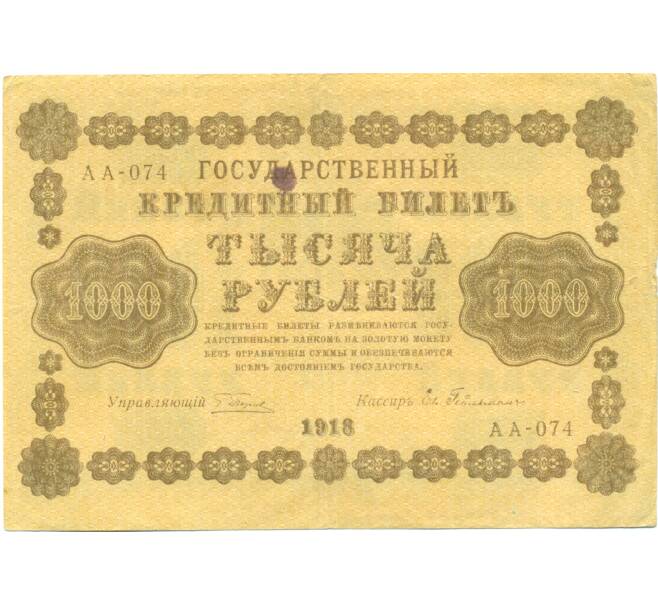 АА-074
ГОСУДАРСТВЕННЫЙ
КРЕДИТНЫЙ БИЛЕТЪ
ТЫСЯЧА
РУБЛЕЙ
1000
1000
КРЕДИТНЫЕ БИЛЕТЫ РАЗМѢНИВАЮТСЯ ГОСУ-
ДАРСТВЕННЫМЪ БАНКОМЪ НА ЗОЛОТУЮ МОНЕТУ
БЕЗЪ ОГРАНИЧЕНІЯ СУММЫ И ОБЕЗПЕЧИВАЮТСЯ
ВСѢМЪ ДОСТОЯНІЕМЪ ГОСУДАРСТВА.
Управляющій
Кассиръ
1918
АА-074